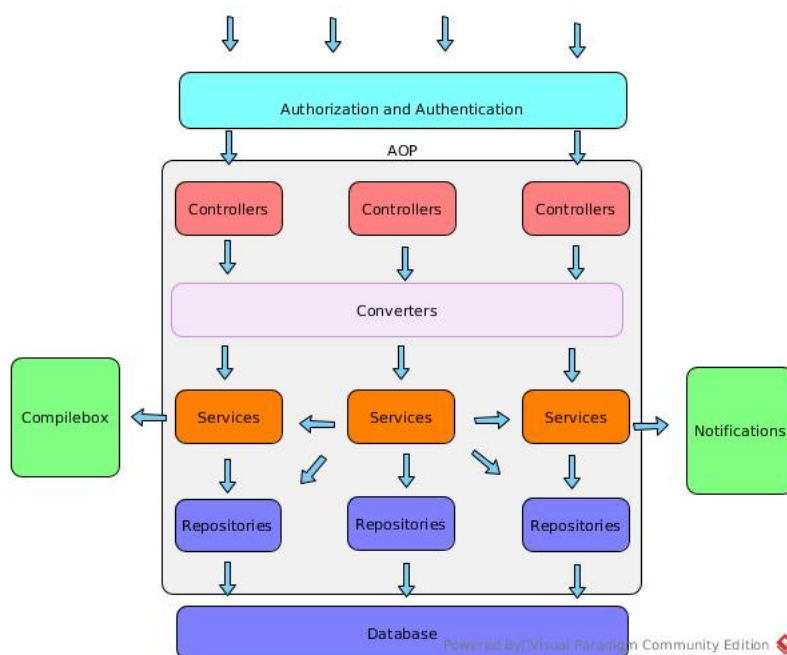 Authorization and Authentication
AOP
Controllers
Controllers
Controllers
Converters
Compilebox
Services
Services
Services
Notifications
Repositories
Repositories
Repositories
Database
Powered By Visual Paradigm Community Edition